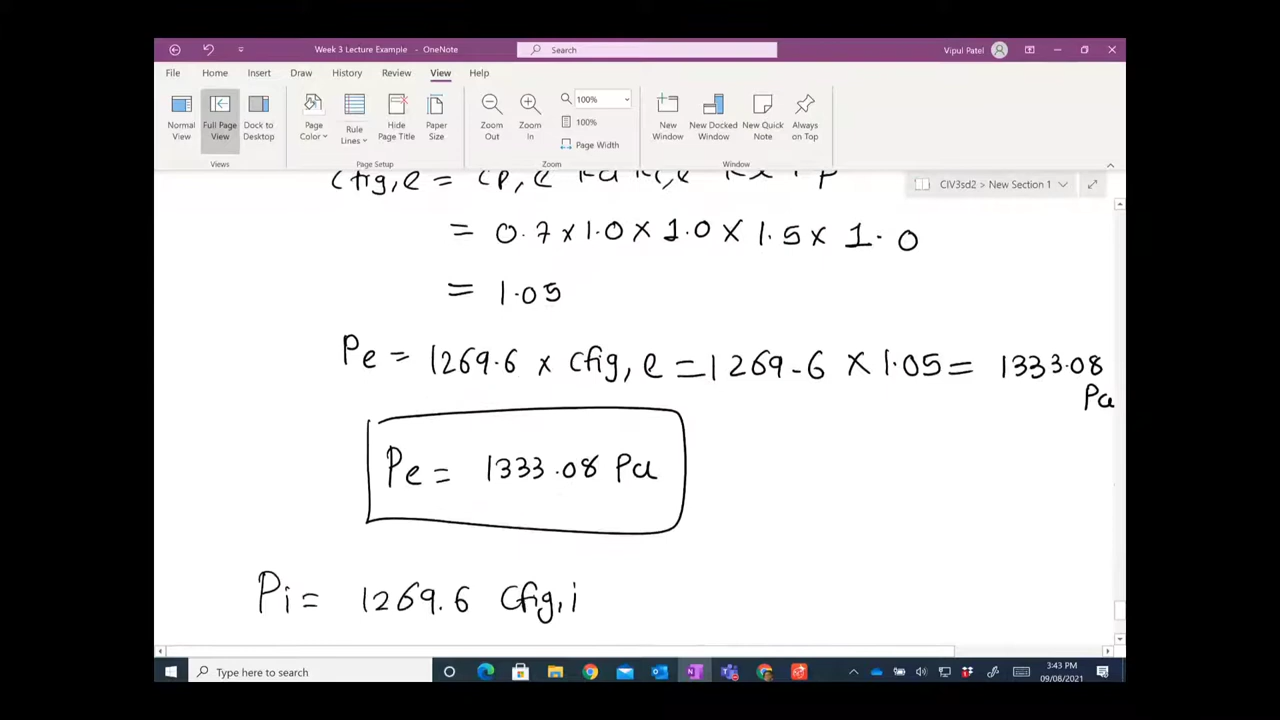 Week 3 Lecture Example - OneNote
Search
Vipul Patel
File Home Insert Draw History Review View Help
Normal View
Full Page View
Dock to Desktop
Views
Page Color
Rule Lines
Hide Page Title
Paper Size
Page Setup
Zoom Out
Zoom In
100%
100%
Page Width
Zoom
New Window
New Docked Window
New Quick Note
Always on Top
Window
CIV3sd2 > New Section 1
Cfig,e = Cp,e
= 0.7 x 1.0 x 1.0 x 1.5 x 1.0
= 1.05
Pe = 1269.6 x Cfig,e = 1269.6 x 1.05 = 1333.08
Pa
Pe = 1333.08 Pa
Pi = 1269.6 Cfig,i
Type here to search
3:43 PM
09/08/2021